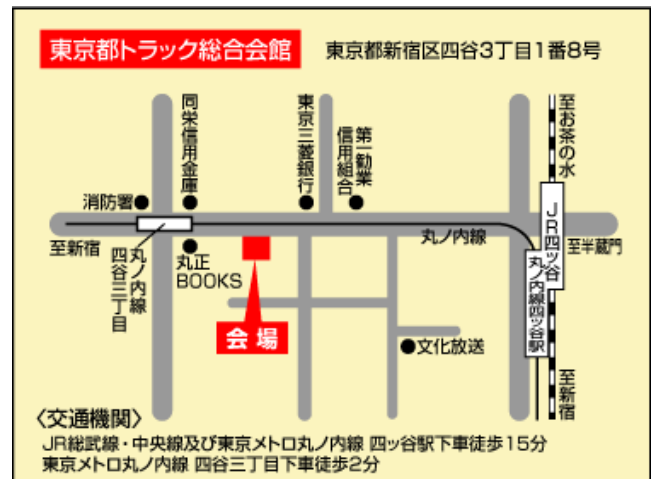 東京都トラック総合会館
東京都新宿区四谷3丁目1番8号
同栄信用金庫
東京三菱銀行
第一勧業
信用組合
至お茶の水
消防署
JR四ッ谷
至新宿
丸ノ内線
四谷三丁目
丸正
BOOKS
丸ノ内線
至半蔵門
丸ノ内線四ッ谷駅
会場
文化放送
至新宿
〈交通機関〉
JR総武線・中央線及び東京メトロ丸ノ内線 四ッ谷駅下車徒歩15分
東京メトロ丸ノ内線 四谷三丁目下車徒歩2分